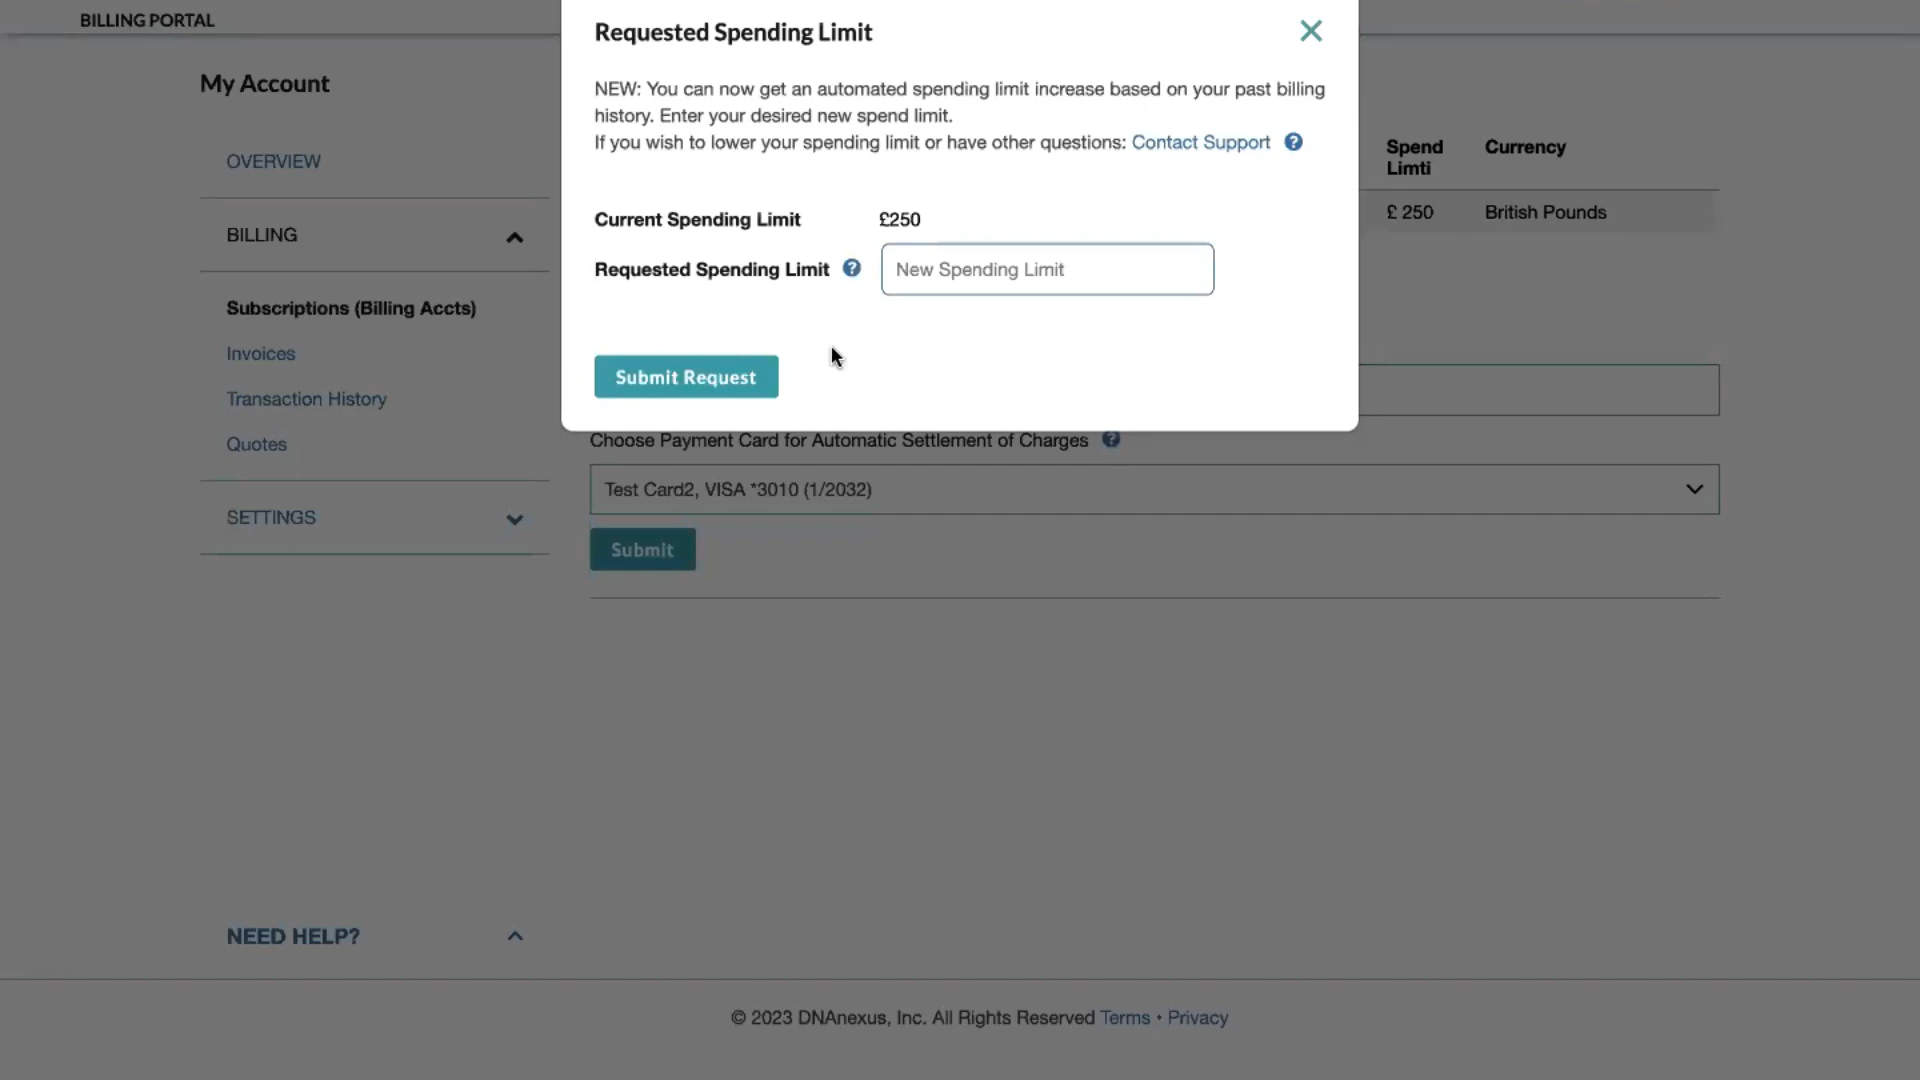 BILLING PORTAL
Requested Spending Limit
My Account
NEW: You can now get an automated spending limit increase based on your past billing
history. Enter your desired new spend limit.
If you wish to lower your spending limit or have other questions: Contact Support ?
OVERVIEW
BILLING
Subscriptions (Billing Accts)
Invoices
Transaction History
Quotes
SETTINGS
Current Spending Limit £250
Requested Spending Limit ? New Spending Limit
Submit Request
Spend
Limti
Currency
£ 250 British Pounds
Choose Payment Card for Automatic Settlement of Charges ?
Test Card2, VISA *3010 (1/2032)
Submit
NEED HELP?
© 2023 DNAnexus, Inc. All Rights Reserved Terms • Privacy